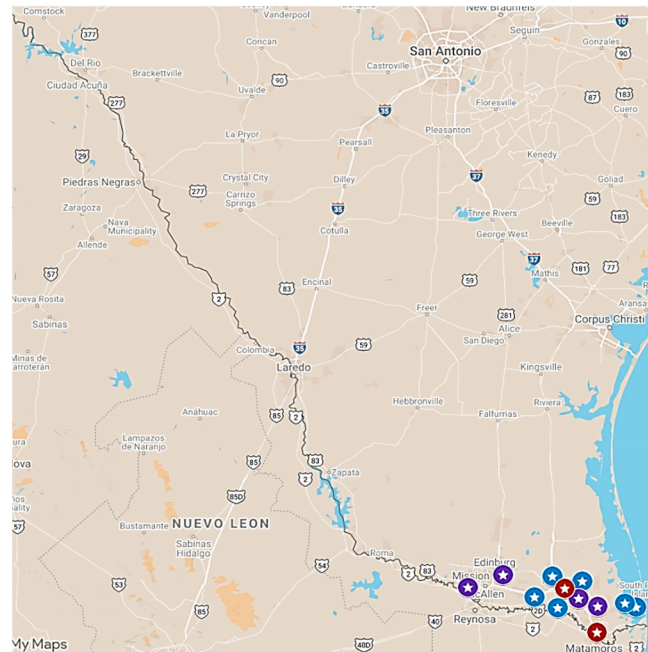 Comstock
Vanderpool
New Braunfels
10
377
Concan
San Antonio
Seguin
Gonzales
90
Del Rio
Castroville
Brackettville
90
Ciudad Acuña
Uvalde
277
35
Floresville
87
183
Cuero
La Pryor
Pleasanton
29
Pearsall
Kenedy
Piedras Negras
277
Crystal City
Dilley
37
Goliad
Zaragoza
Carrizo
Springs
35
59
Nava
Municipality
Three Rivers
183
Allende
Cotulla
George West
Beeville
57
37
Mathis
181
77
Nueva Rosita
2
83
Encinal
59
Sabinas
Freer
281
Alice
Corpus Christi
San Diego
Minas de
Colombia
35
59
Laredo
Kingsville
Anáhuac
85
2
Hebbronville
Riviera
Falfurrias
Lampazos
de Naranjo
85
83
Zapata
2
85D
57
Bustamante
NUEVO LEON
Sabinas
Hidalgo
54
Roma
2
83
Edinburg
Mission
53
85
2D
40
Reynosa
2
My Maps
40D
Matamoros
2